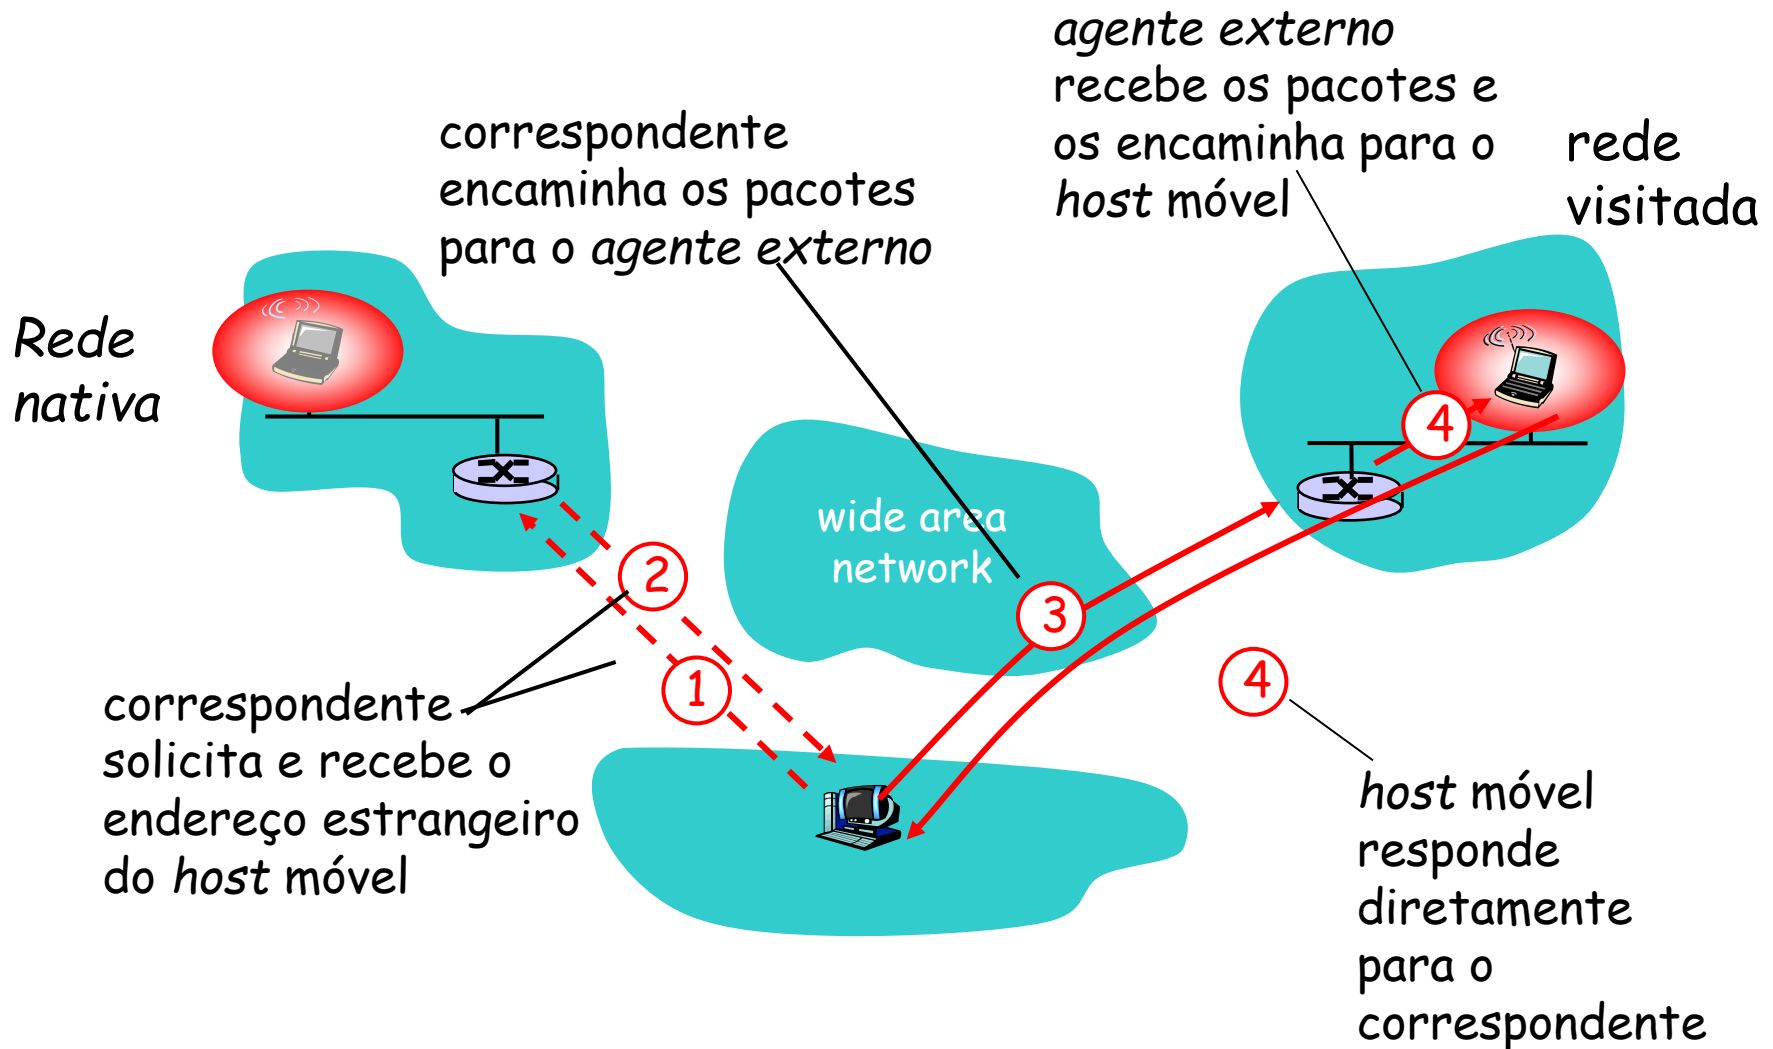 agente externo
recebe os pacotes e
os encaminha para o
host móvel
correspondente
encaminha os pacotes
para o agente externo
rede
visitada
Rede
nativa
4
wide area
network
2
3
1
4
correspondente
solicita e recebe o
endereço estrangeiro
do host móvel
host móvel
responde
diretamente
para o
correspondente